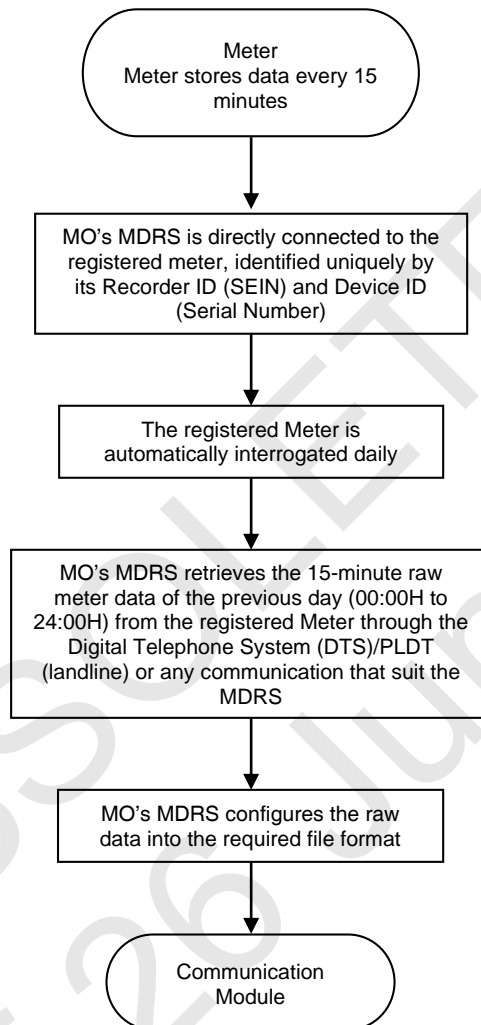 Meter
Meter stores data every 15
minutes
MO's MDRS is directly connected to the
registered meter, identified uniquely by
its Recorder ID (SEIN) and Device ID
(Serial Number)
The registered Meter is
automatically interrogated daily
MO's MDRS retrieves the 15-minute raw
meter data of the previous day (00:00H to
24:00H) from the registered Meter through the
Digital Telephone System (DTS)/PLDT
(landline) or any communication that suit the
MDRS
MO's MDRS configures the raw
data into the required file format
Communication
Module